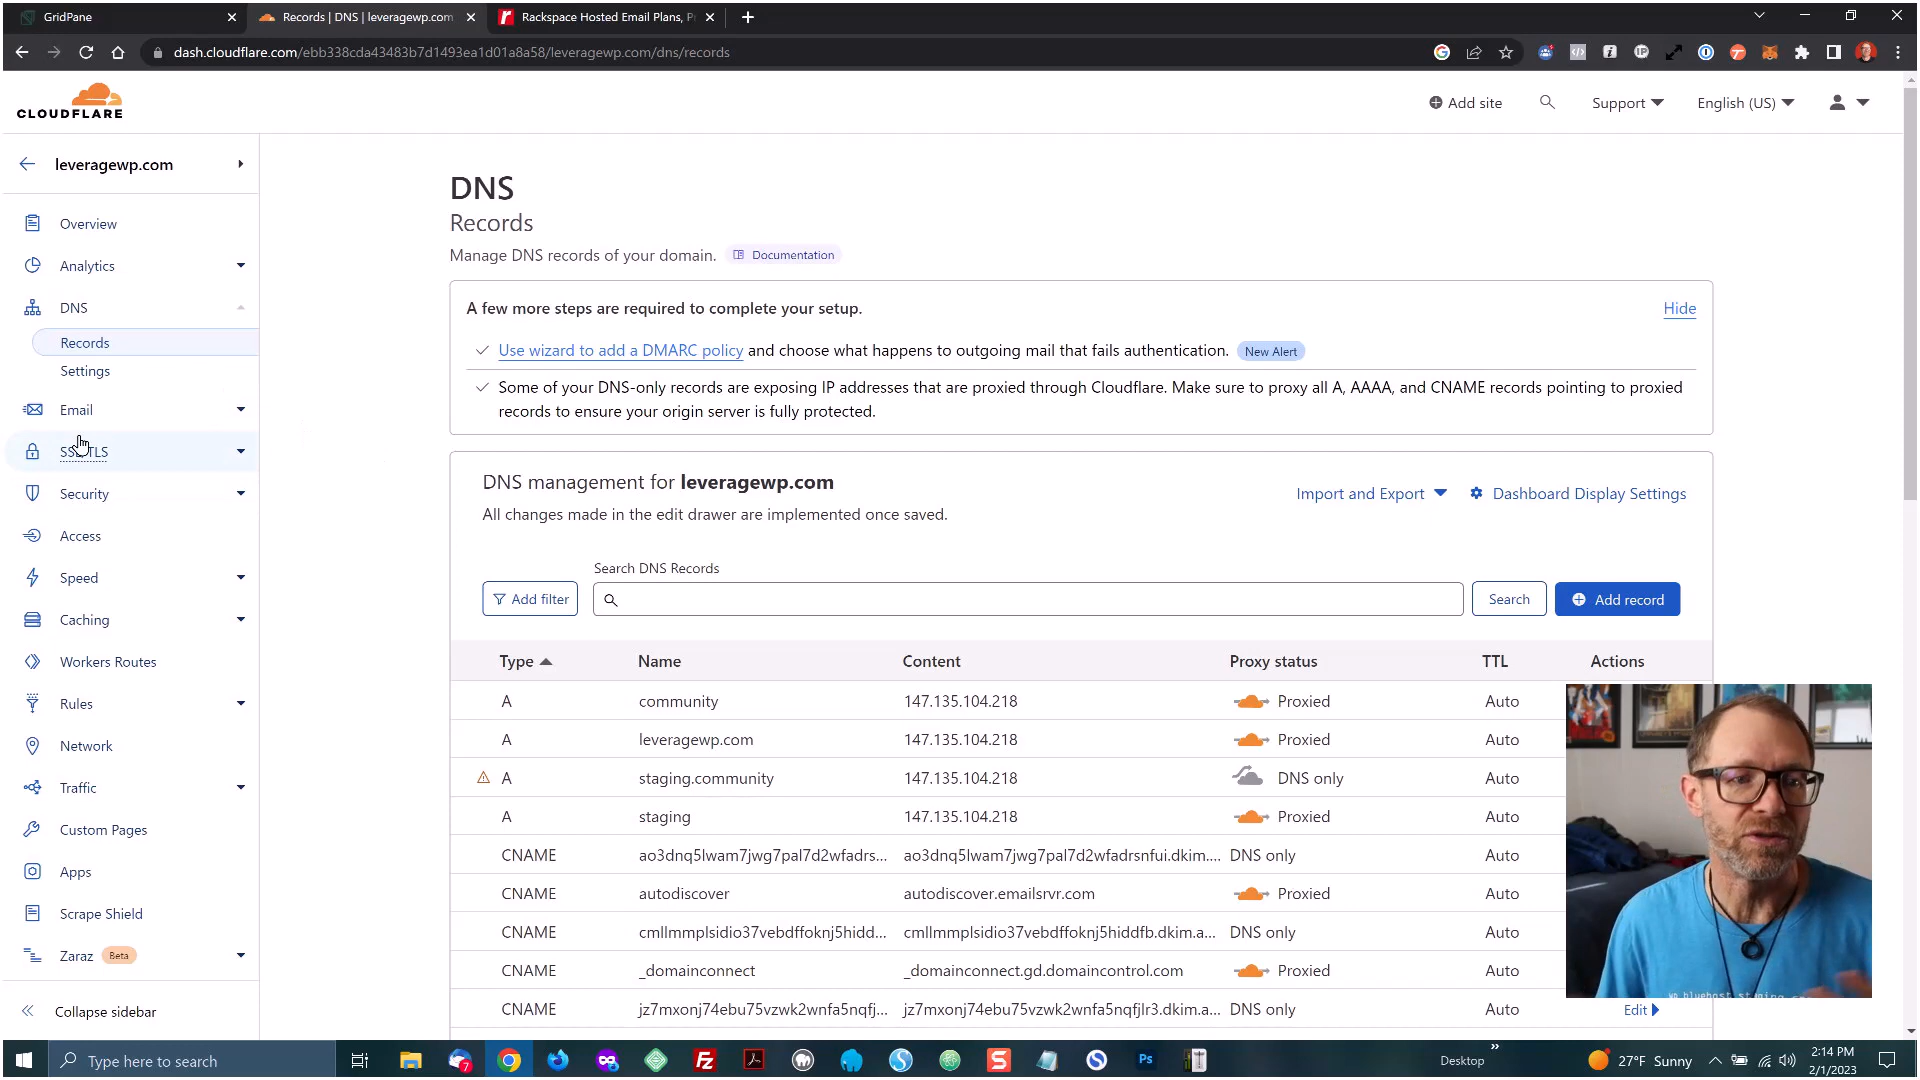 GridPane
Records | DNS | leveragewp.com
Rackspace Hosted Email Plans, P
dash.cloudflare.com/ebb338cda43483b7d1493ea1d01a8a58/leveragewp.com/dns/records
CLOUDFLARE
Add site
Support
English (US)
leveragewp.com
Overview
Analytics
DNS
Records
Settings
Email
SSL/TLS
Security
Access
Speed
Caching
Workers Routes
Rules
Network
Traffic
Custom Pages
Apps
Scrape Shield
Zaraz Beta
Collapse sidebar
DNS
Records
Manage DNS records of your domain. Documentation
A few more steps are required to complete your setup. Hide
Use wizard to add a DMARC policy and choose what happens to outgoing mail that fails authentication. New Alert
Some of your DNS-only records are exposing IP addresses that are proxied through Cloudflare. Make sure to proxy all A, AAAA, and CNAME records pointing to proxied
records to ensure your origin server is fully protected.
DNS management for leveragewp.com
All changes made in the edit drawer are implemented once saved.
Import and Export
Dashboard Display Settings
Search DNS Records
Add filter
Search
Add record
Type Name Content Proxy status TTL Actions
A community 147.135.104.218 Proxied Auto
A leveragewp.com 147.135.104.218 Proxied Auto
A staging.community 147.135.104.218 DNS only Auto
A staging 147.135.104.218 Proxied Auto
CNAME ao3dnq5lwam7jwg7pal7d2wfadrs... ao3dnq5lwam7jwg7pal7d2wfadrsnfui.dkim.... DNS only Auto
CNAME autodiscover autodiscover.emailsrvr.com Proxied Auto
CNAME cmllmmplsidio37vebdffoknj5hidd... cmllmmplsidio37vebdffoknj5hiddfb.dkim.a... DNS only Auto
CNAME _domainconnect _domainconnect.gd.domaincontrol.com Proxied Auto
CNAME jz7mxonj74ebu75vzwk2wnfa5nqf... jz7mxonj74ebu75vzwk2wnfa5nqfjlr3.dkim.a... DNS only Auto Edit
Type here to search
Desktop
27°F Sunny
2:14 PM
2/1/2023